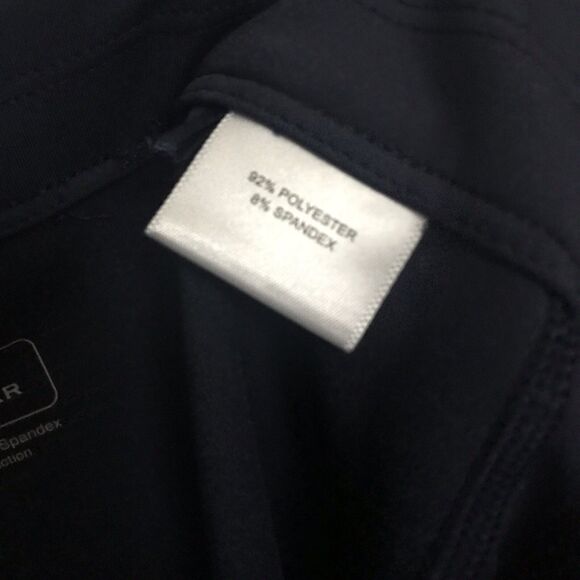 92% POLYESTER
8% SPANDEX
R
Spandex
ction